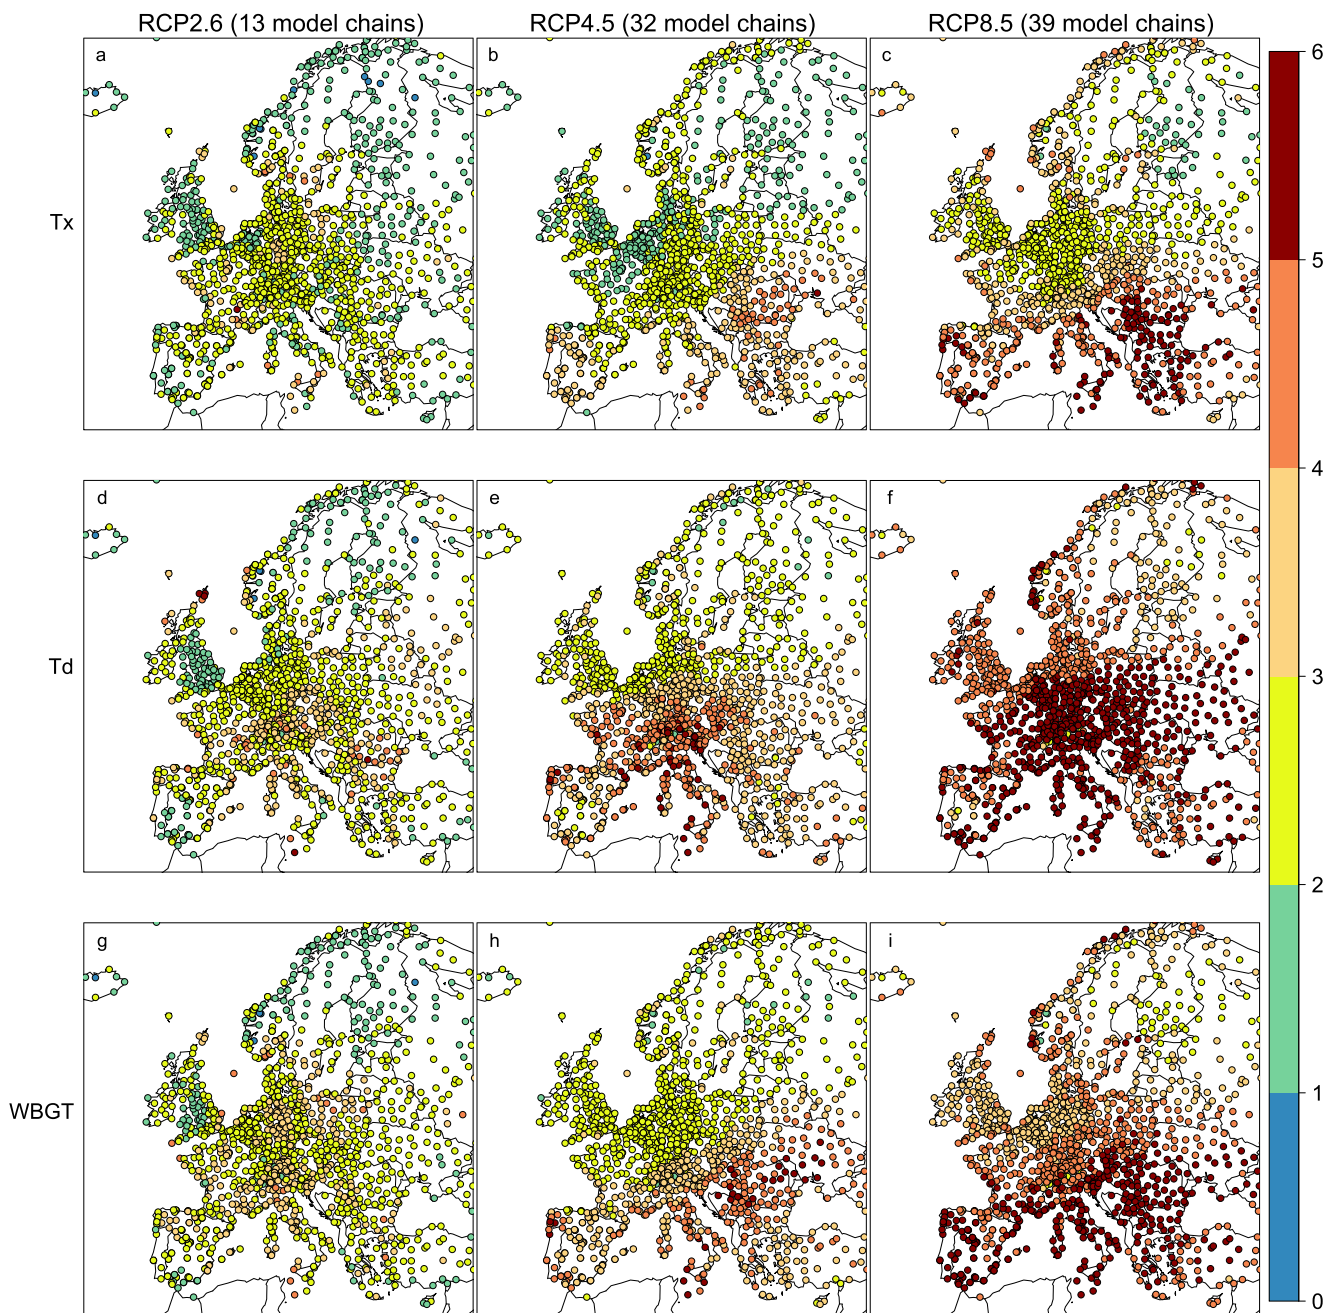 RCP2.6 (13 model chains) RCP4.5 (32 model chains) RCP8.5 (39 model chains)
a b c 6
Tx
5
4
d e f
Td
3
2
g h i
WBGT
1
0